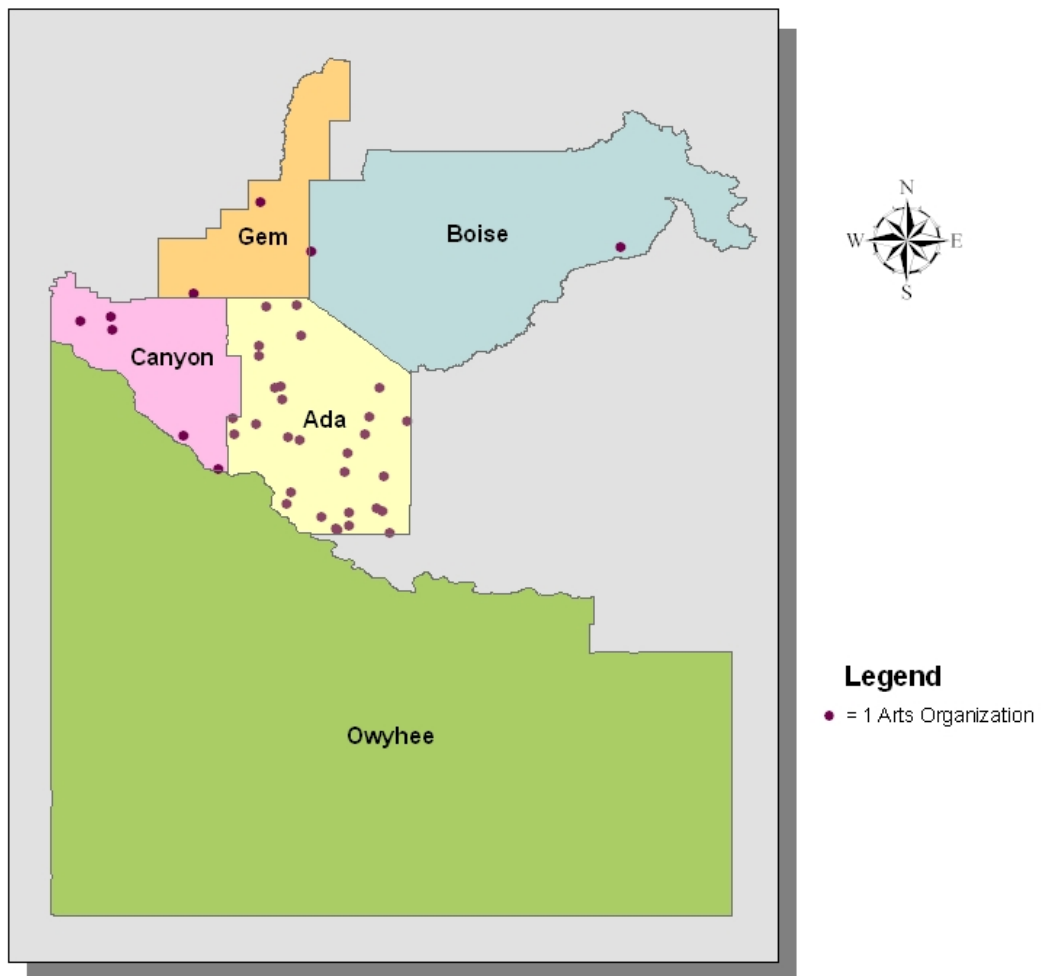 Gem
Boise
N
W E
S
Canyon
Ada
Legend
= 1 Arts Organization
Owyhee